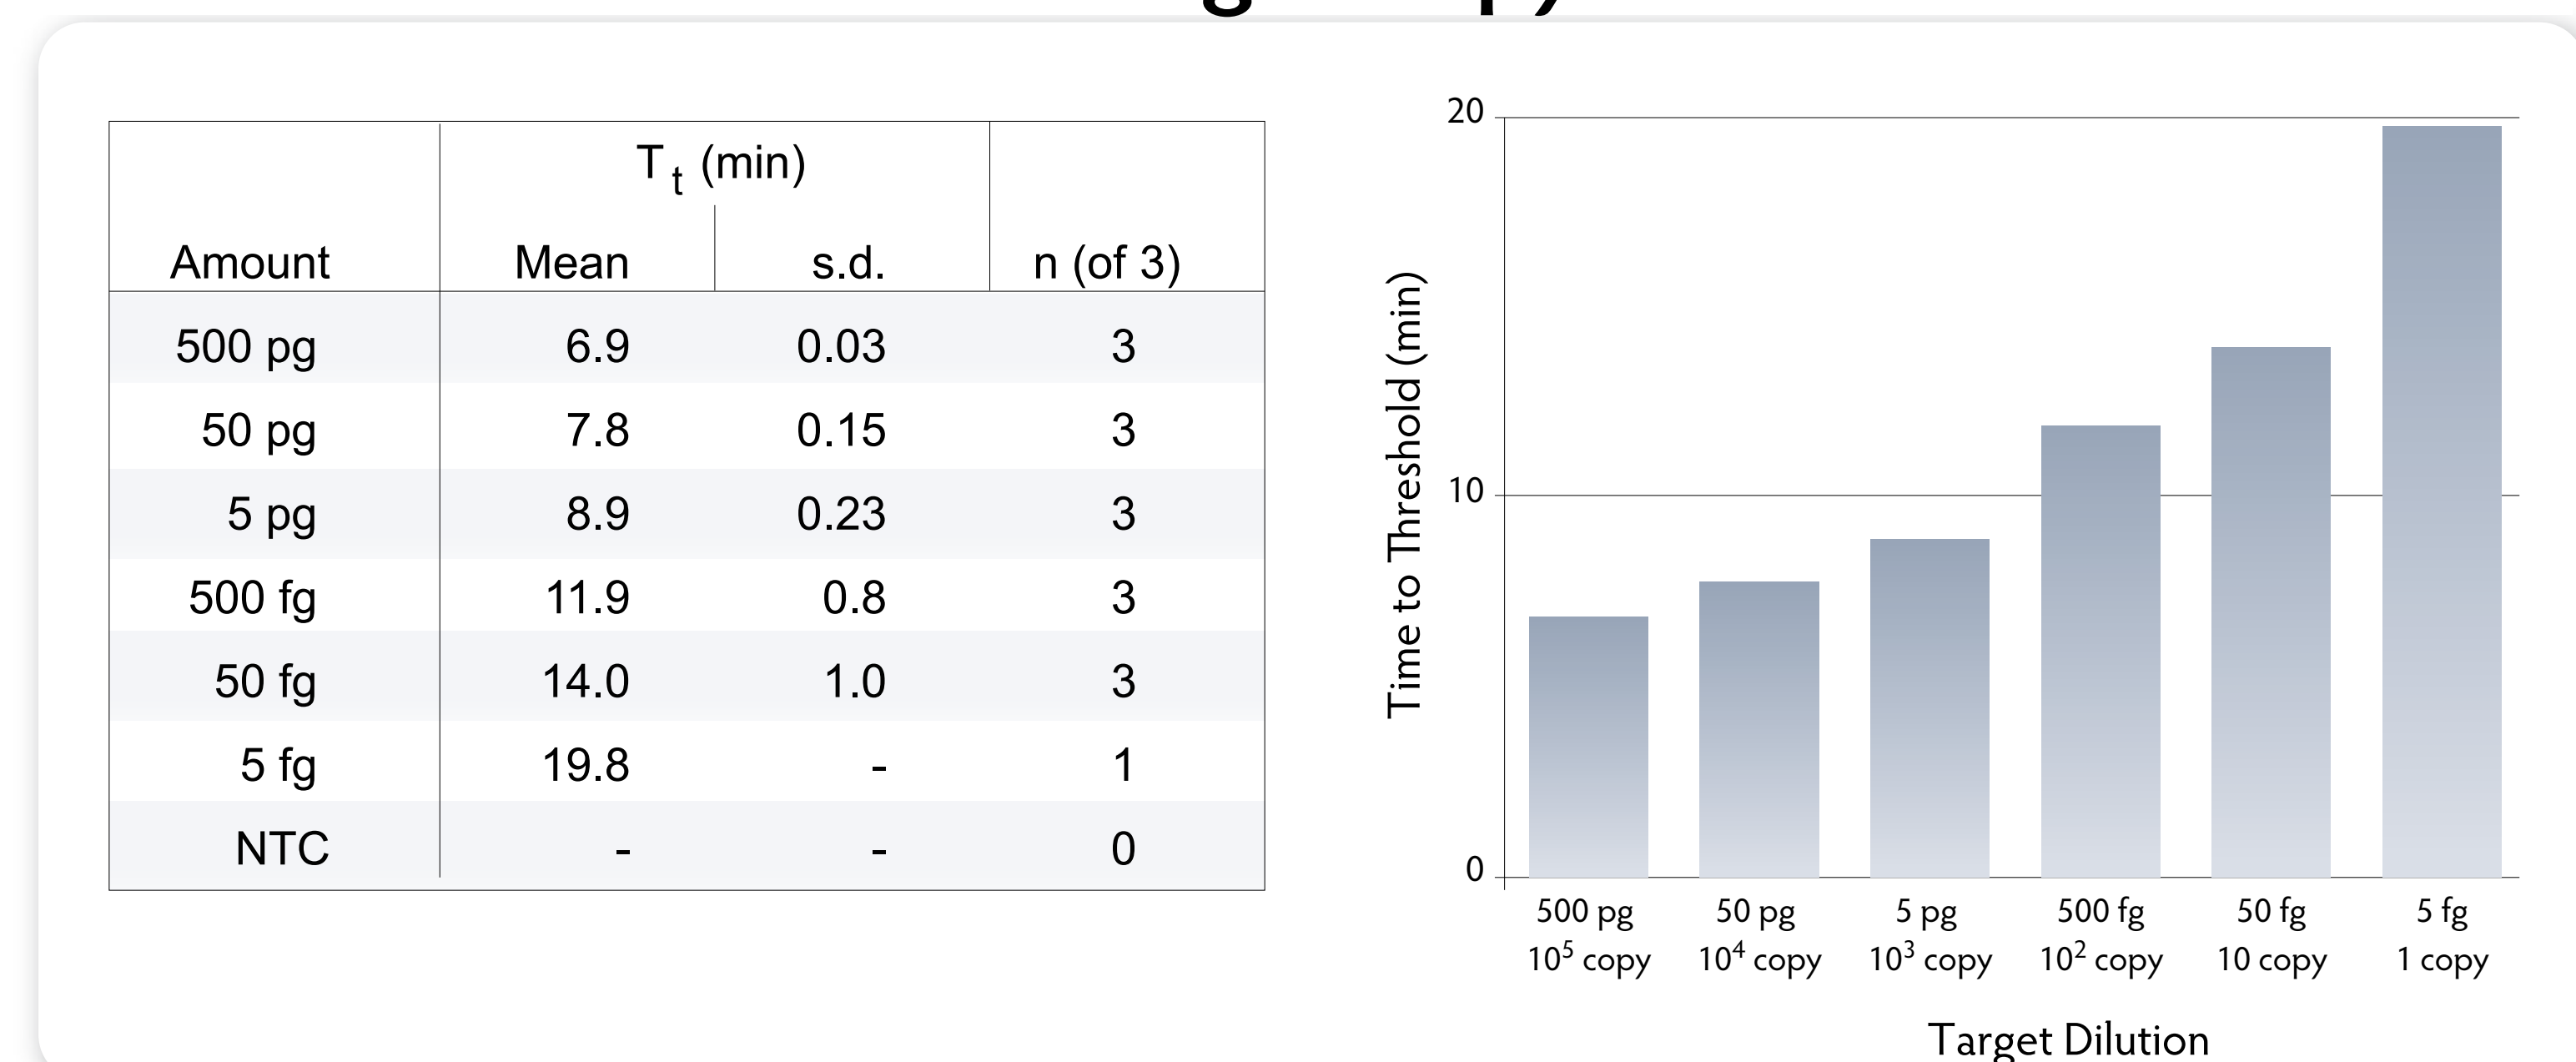 Tt (min)
Amount Mean s.d. n (of 3)
500 pg 6.9 0.03 3
50 pg 7.8 0.15 3
5 pg 8.9 0.23 3
500 fg 11.9 0.8 3
50 fg 14.0 1.0 3
5 fg 19.8 - 1
NTC - - 0
Time to Threshold (min)
20
10
0
500 pg 50 pg 5 pg 500 fg 50 fg 5 fg
10⁵ copy 10⁴ copy 10³ copy 10² copy 10 copy 1 copy
Target Dilution